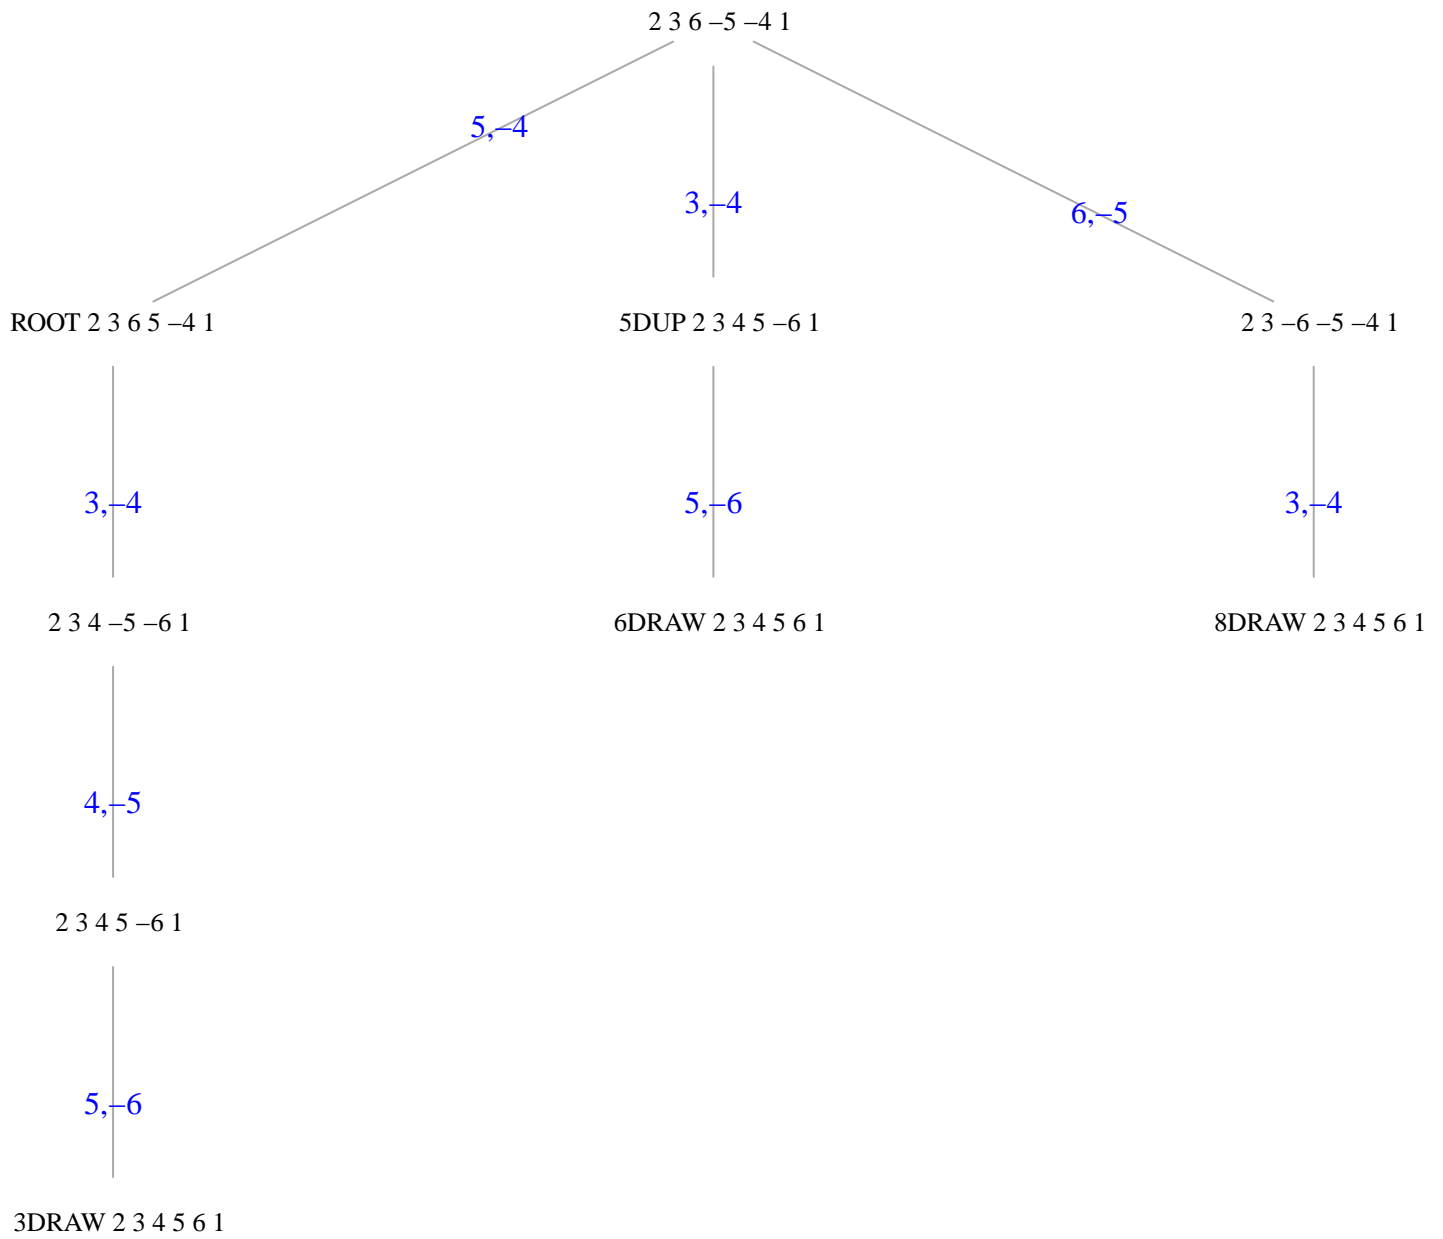 2 3 6 –5 –4 1
5,–4
3,–4
6,–5
ROOT 2 3 6 5 –4 1
5DUP 2 3 4 5 –6 1
2 3 –6 –5 –4 1
3,–4
5,–6
3,–4
2 3 4 –5 –6 1
6DRAW 2 3 4 5 6 1
8DRAW 2 3 4 5 6 1
4,–5
2 3 4 5 –6 1
5,–6
3DRAW 2 3 4 5 6 1